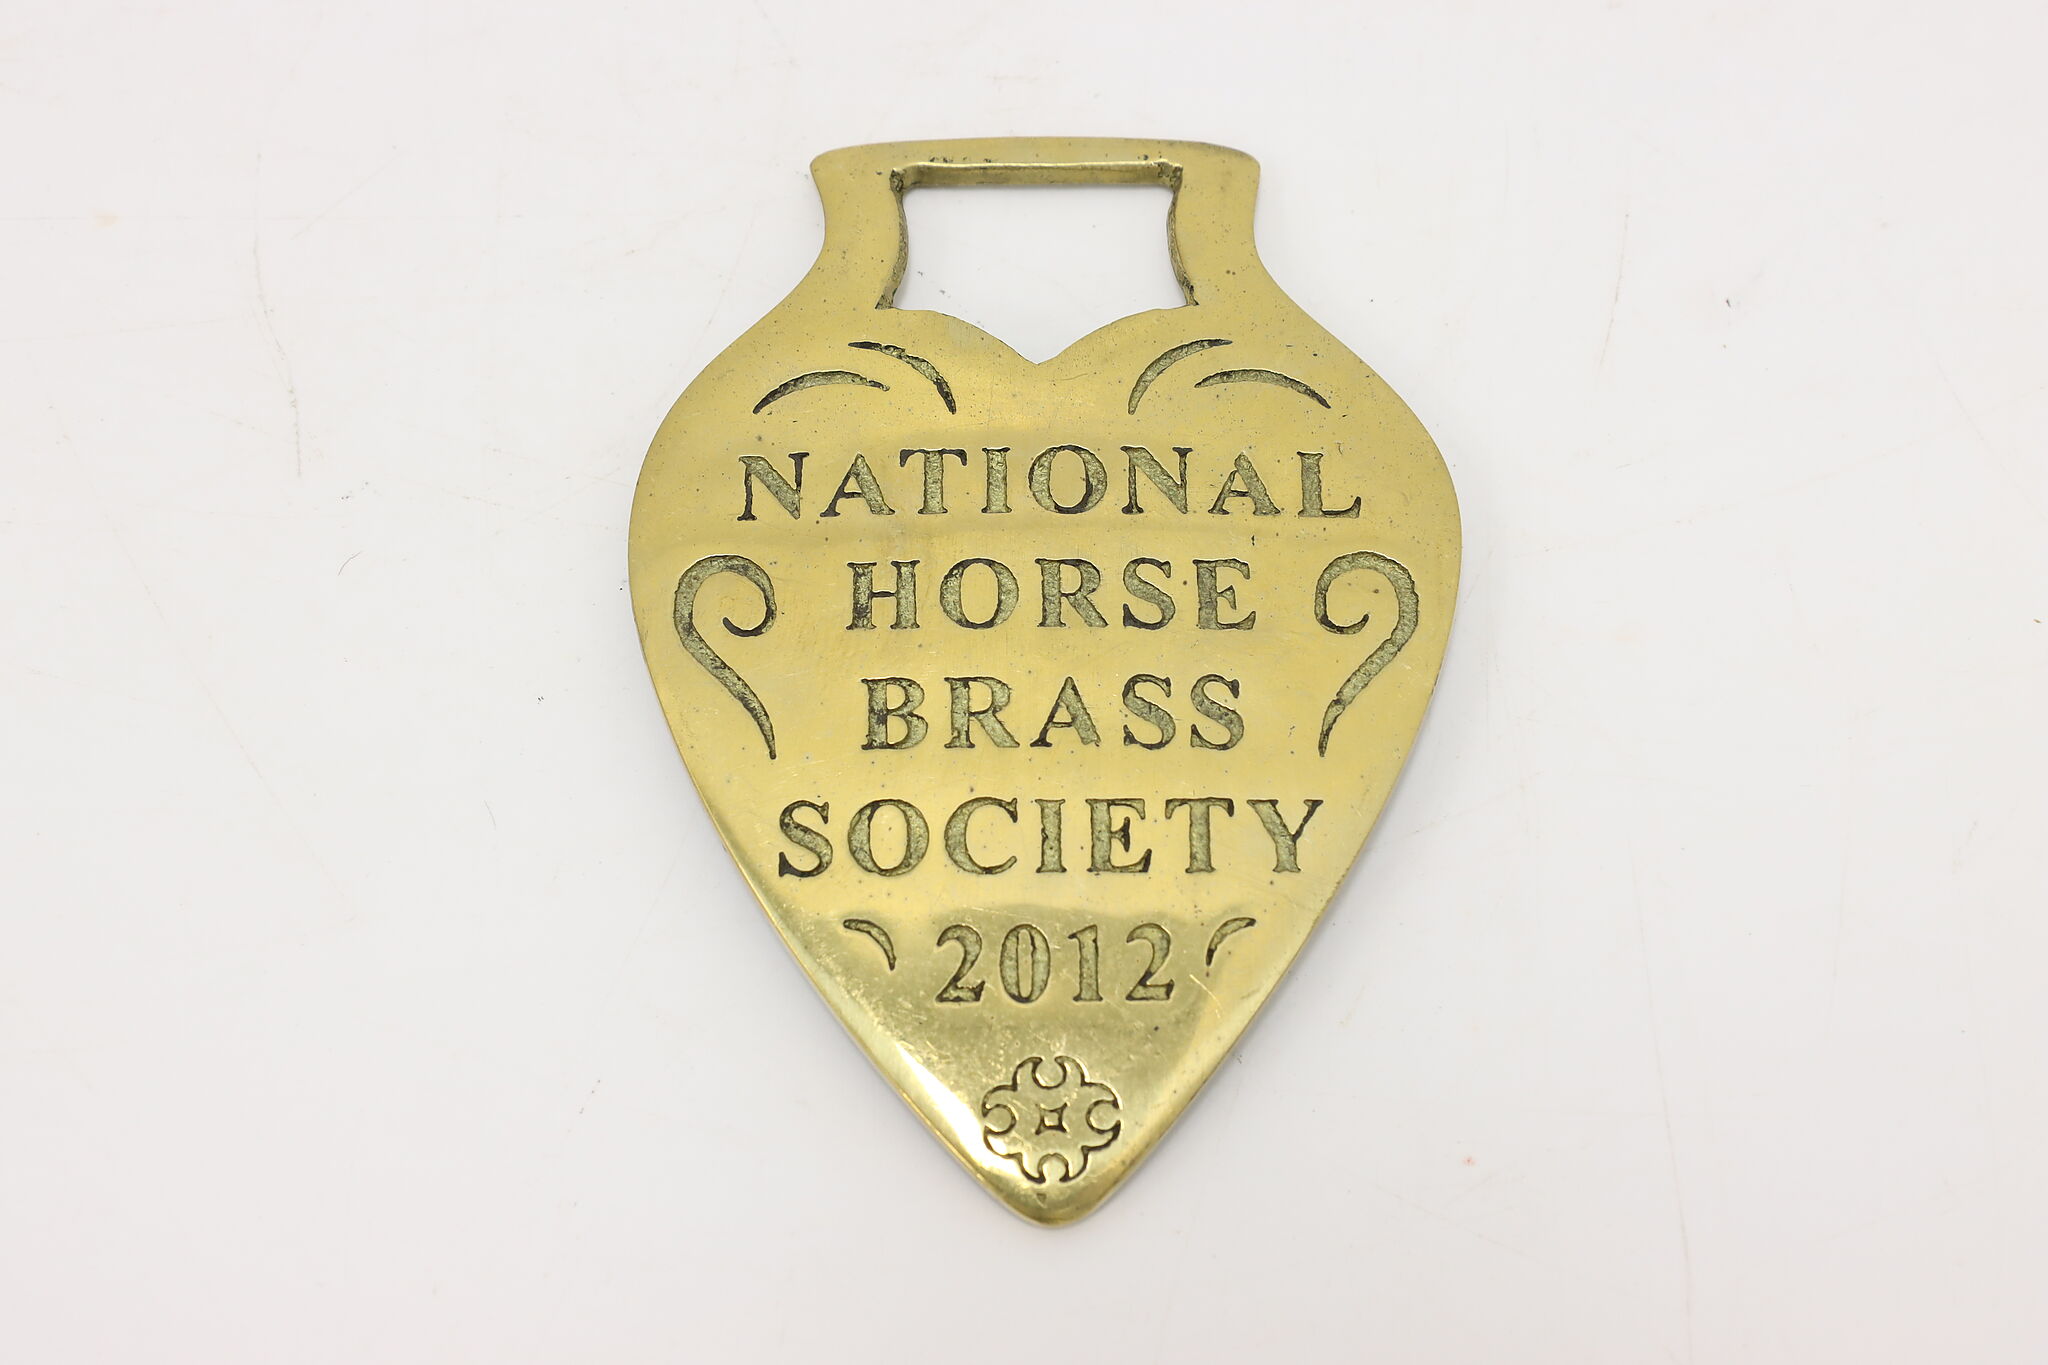 NATIONAL
HORSE
BRASS
SOCIETY
2012